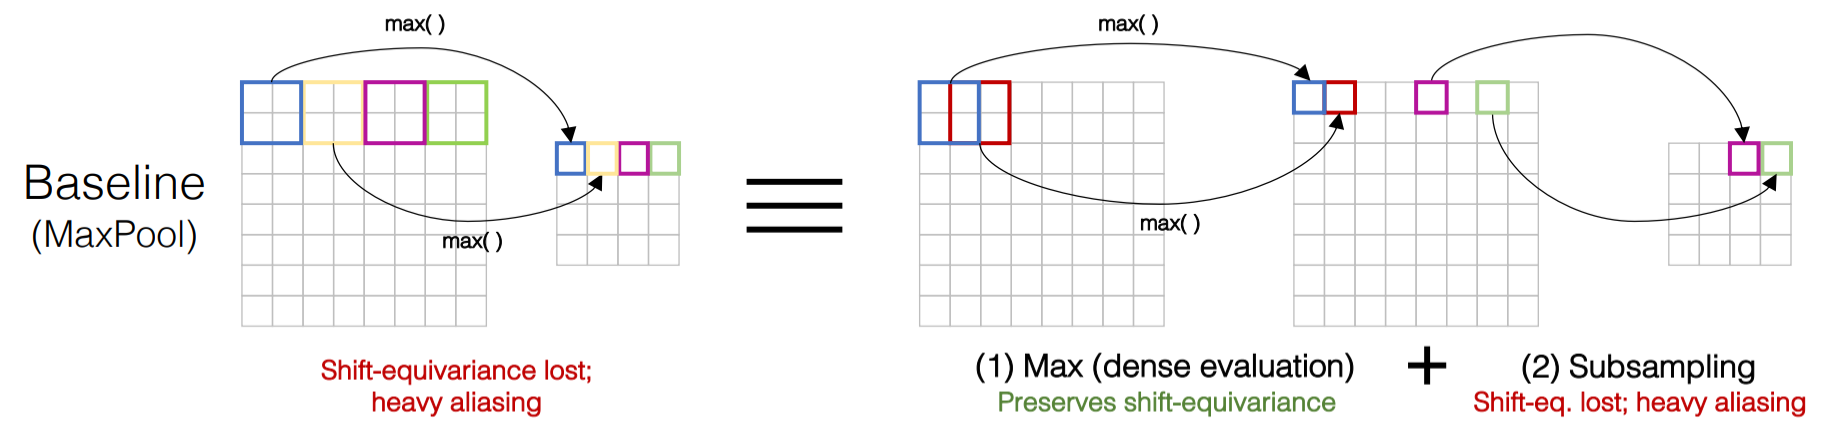 max( )
max( )
Baseline
(MaxPool)
max( )
max( )
Shift-equivariance lost;
heavy aliasing
(1) Max (dense evaluation)
Preserves shift-equivariance
+
(2) Subsampling
Shift-eq. lost; heavy aliasing